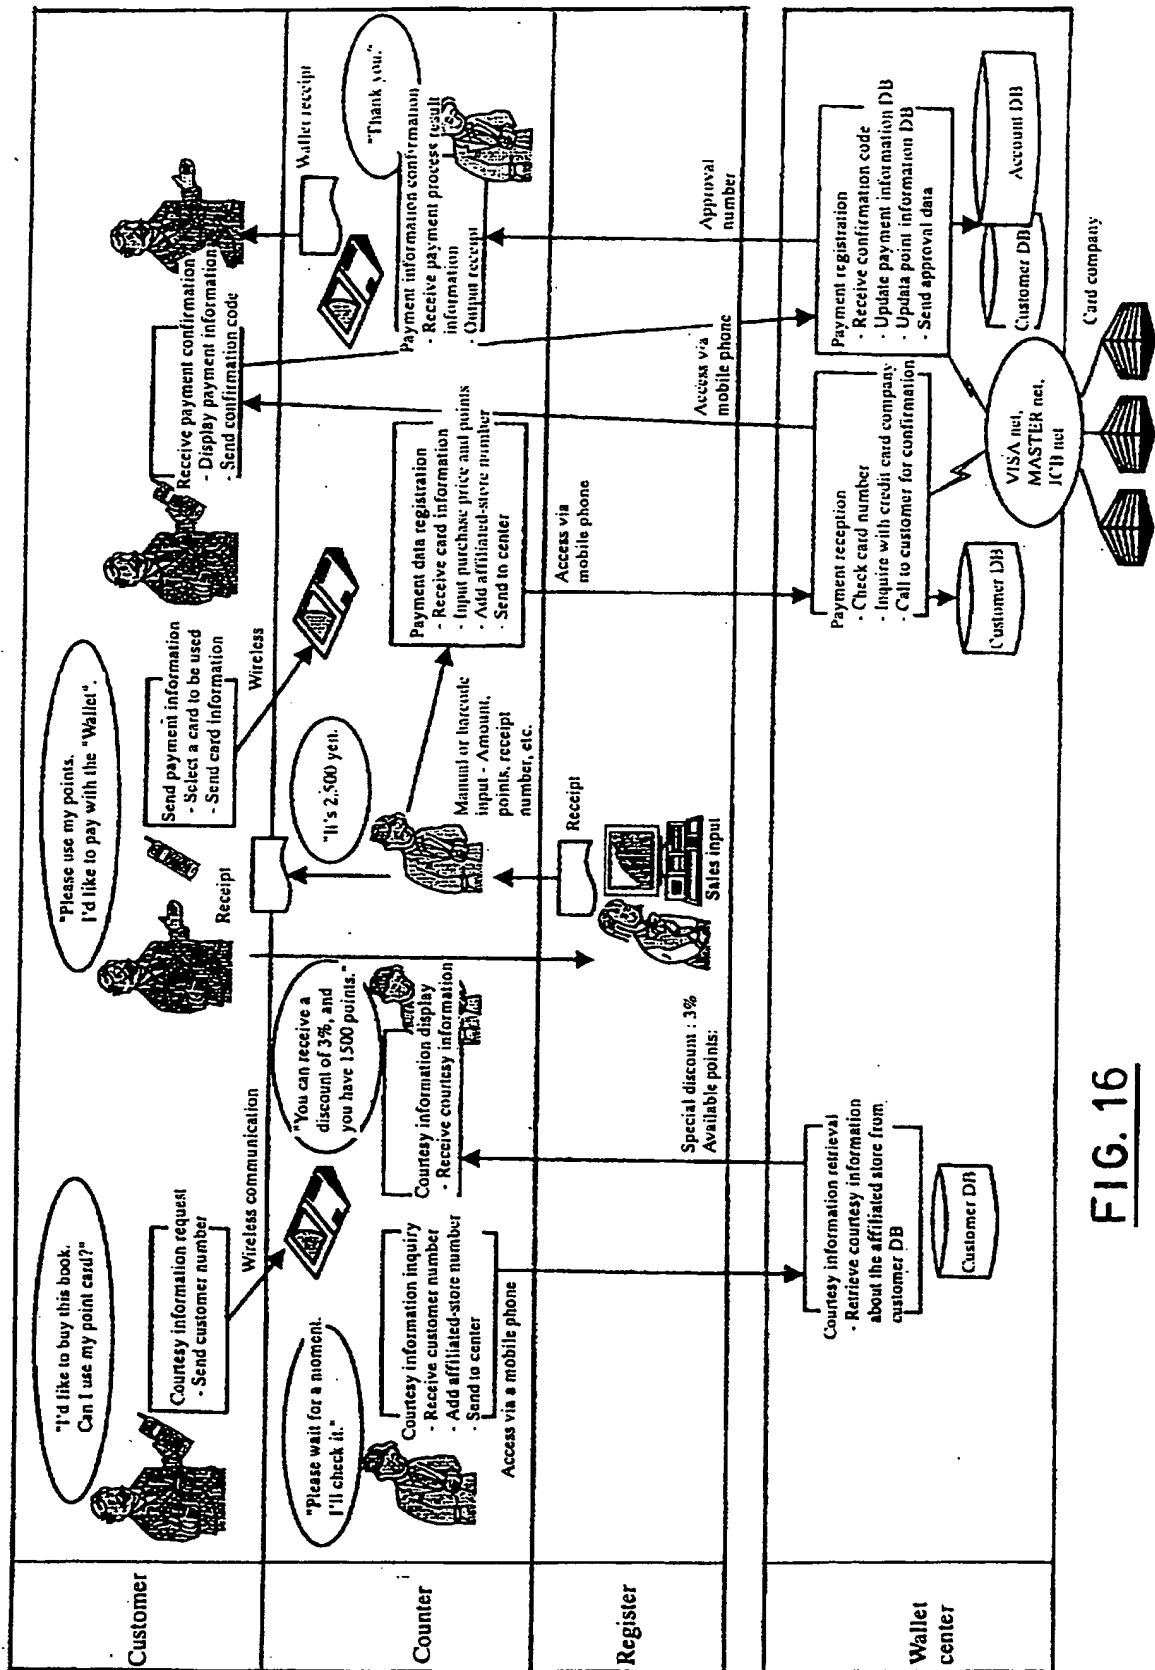 Customer
"I'd like to buy this book.
Can I use my point card?"
Courtesy information request
- Send customer number
Wireless communication
"Please use my points.
I'd like to pay with the "Wallet".
Receipt
Send payment information
- Select a card to be used
- Send card information
Wireless
Receive payment confirmation
- Display payment information
- Send confirmation code
Counter
"Please wait for a moment.
I'll check it."
Courtesy information inquiry
- Receive customer number
- Add affiliated-store number
- Send to center
Access via a mobile phone
"You can receive a
discount of 3%, and
you have 1500 points."
Courtesy information display
- Receive courtesy information
"It's 2,500 yen.
Manual or barcode
input - Amount,
points, receipt
number, etc.
Payment data registration
- Receive card information
- Input purchase price and points
- Add affiliated-store number
- Send to center
Payment information confirmation
- Receive payment process result
information
- Output receipt
Wallet receipt
"Thank you."
Register
Special discount : 3%
Available points:
Receipt
Sales input
Access via
mobile phone
Access via
mobile phone
Approval
number
Wallet
center
Courtesy information retrieval
- Retrieve courtesy information
about the affiliated store from
customer DB
Customer DB
Payment reception
- Check card number
- Inquire with credit card company
- Call to customer for confirmation
Customer DB
Payment registration
- Receive confirmation code
- Update payment information DB
- Updata point information DB
- Send approval data
Customer DB
Account DB
VISA net,
MASTER net,
JCB net
Card company
FIG. 16